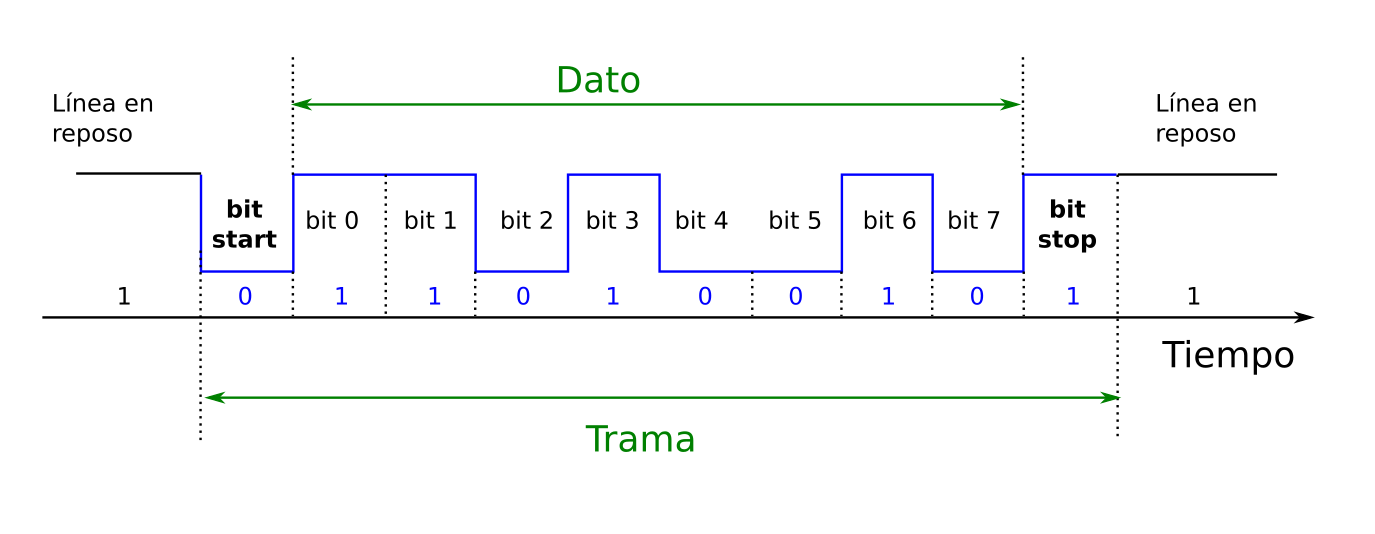 Dato
Línea en
reposo
Línea en
reposo
bit
start
bit 0
bit 1
bit 2
bit 3
bit 4
bit 5
bit 6
bit 7
bit
stop
1 0 1 1 0 1 0 0 1 0 1 1
Tiempo
Trama